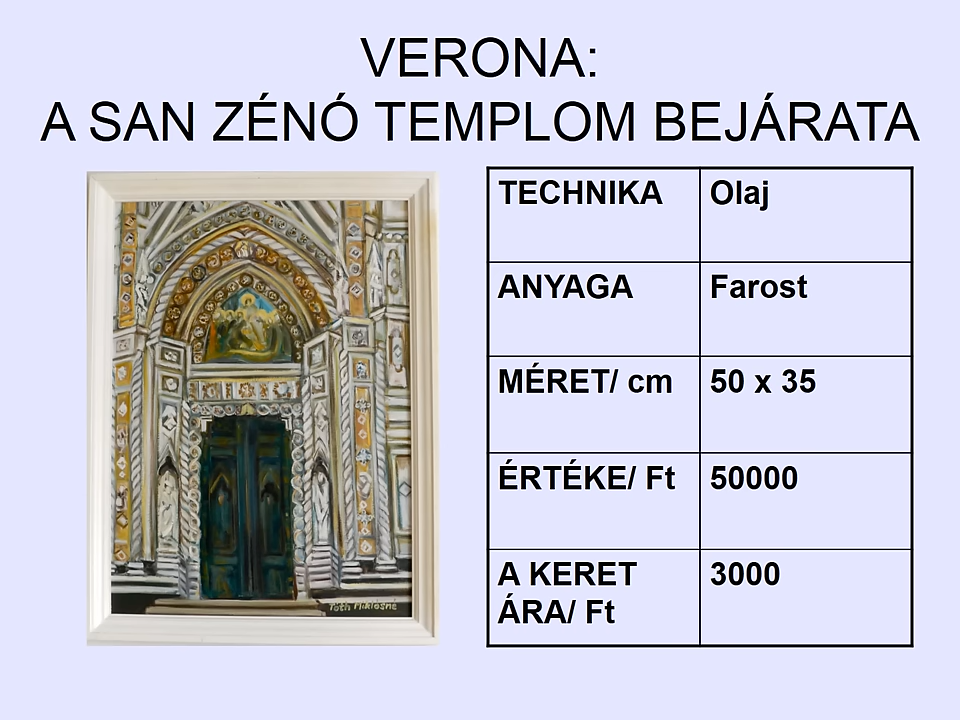 VERONA:
A SAN ZÉNÓ TEMPLOM BEJÁRATA
TECHNIKA Olaj
ANYAGA Farost
MÉRET/ cm 50 x 35
ÉRTÉKE/ Ft 50000
A KERET 3000
ÁRA/ Ft
Tóth Miklósné